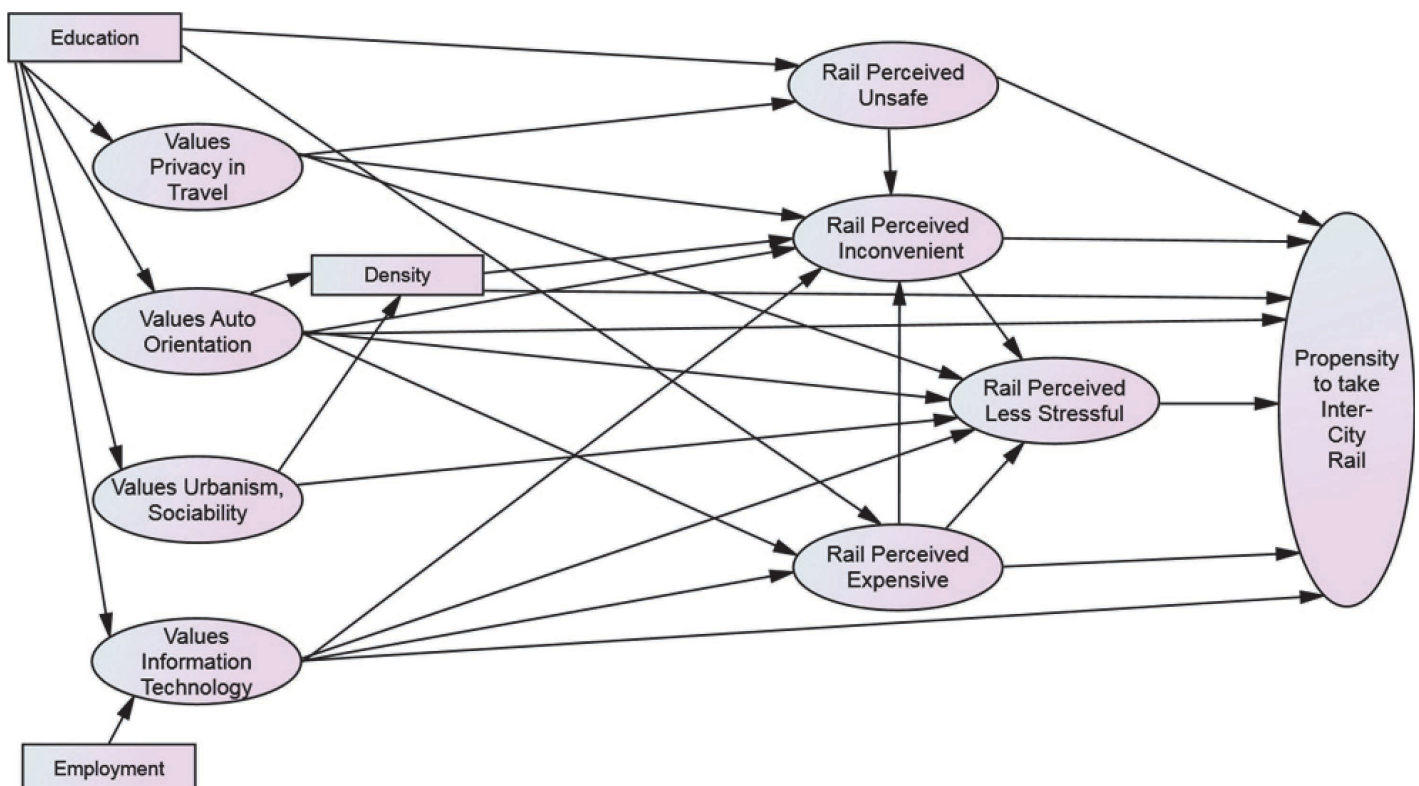 Education
Rail Perceived
Unsafe
Values
Privacy in
Travel
Rail Perceived
Inconvenient
Density
Values Auto
Orientation
Propensity
to take
Inter-
City
Rail
Rail Perceived
Less Stressful
Values Urbanism,
Sociability
Rail Perceived
Expensive
Values
Information
Technology
Employment